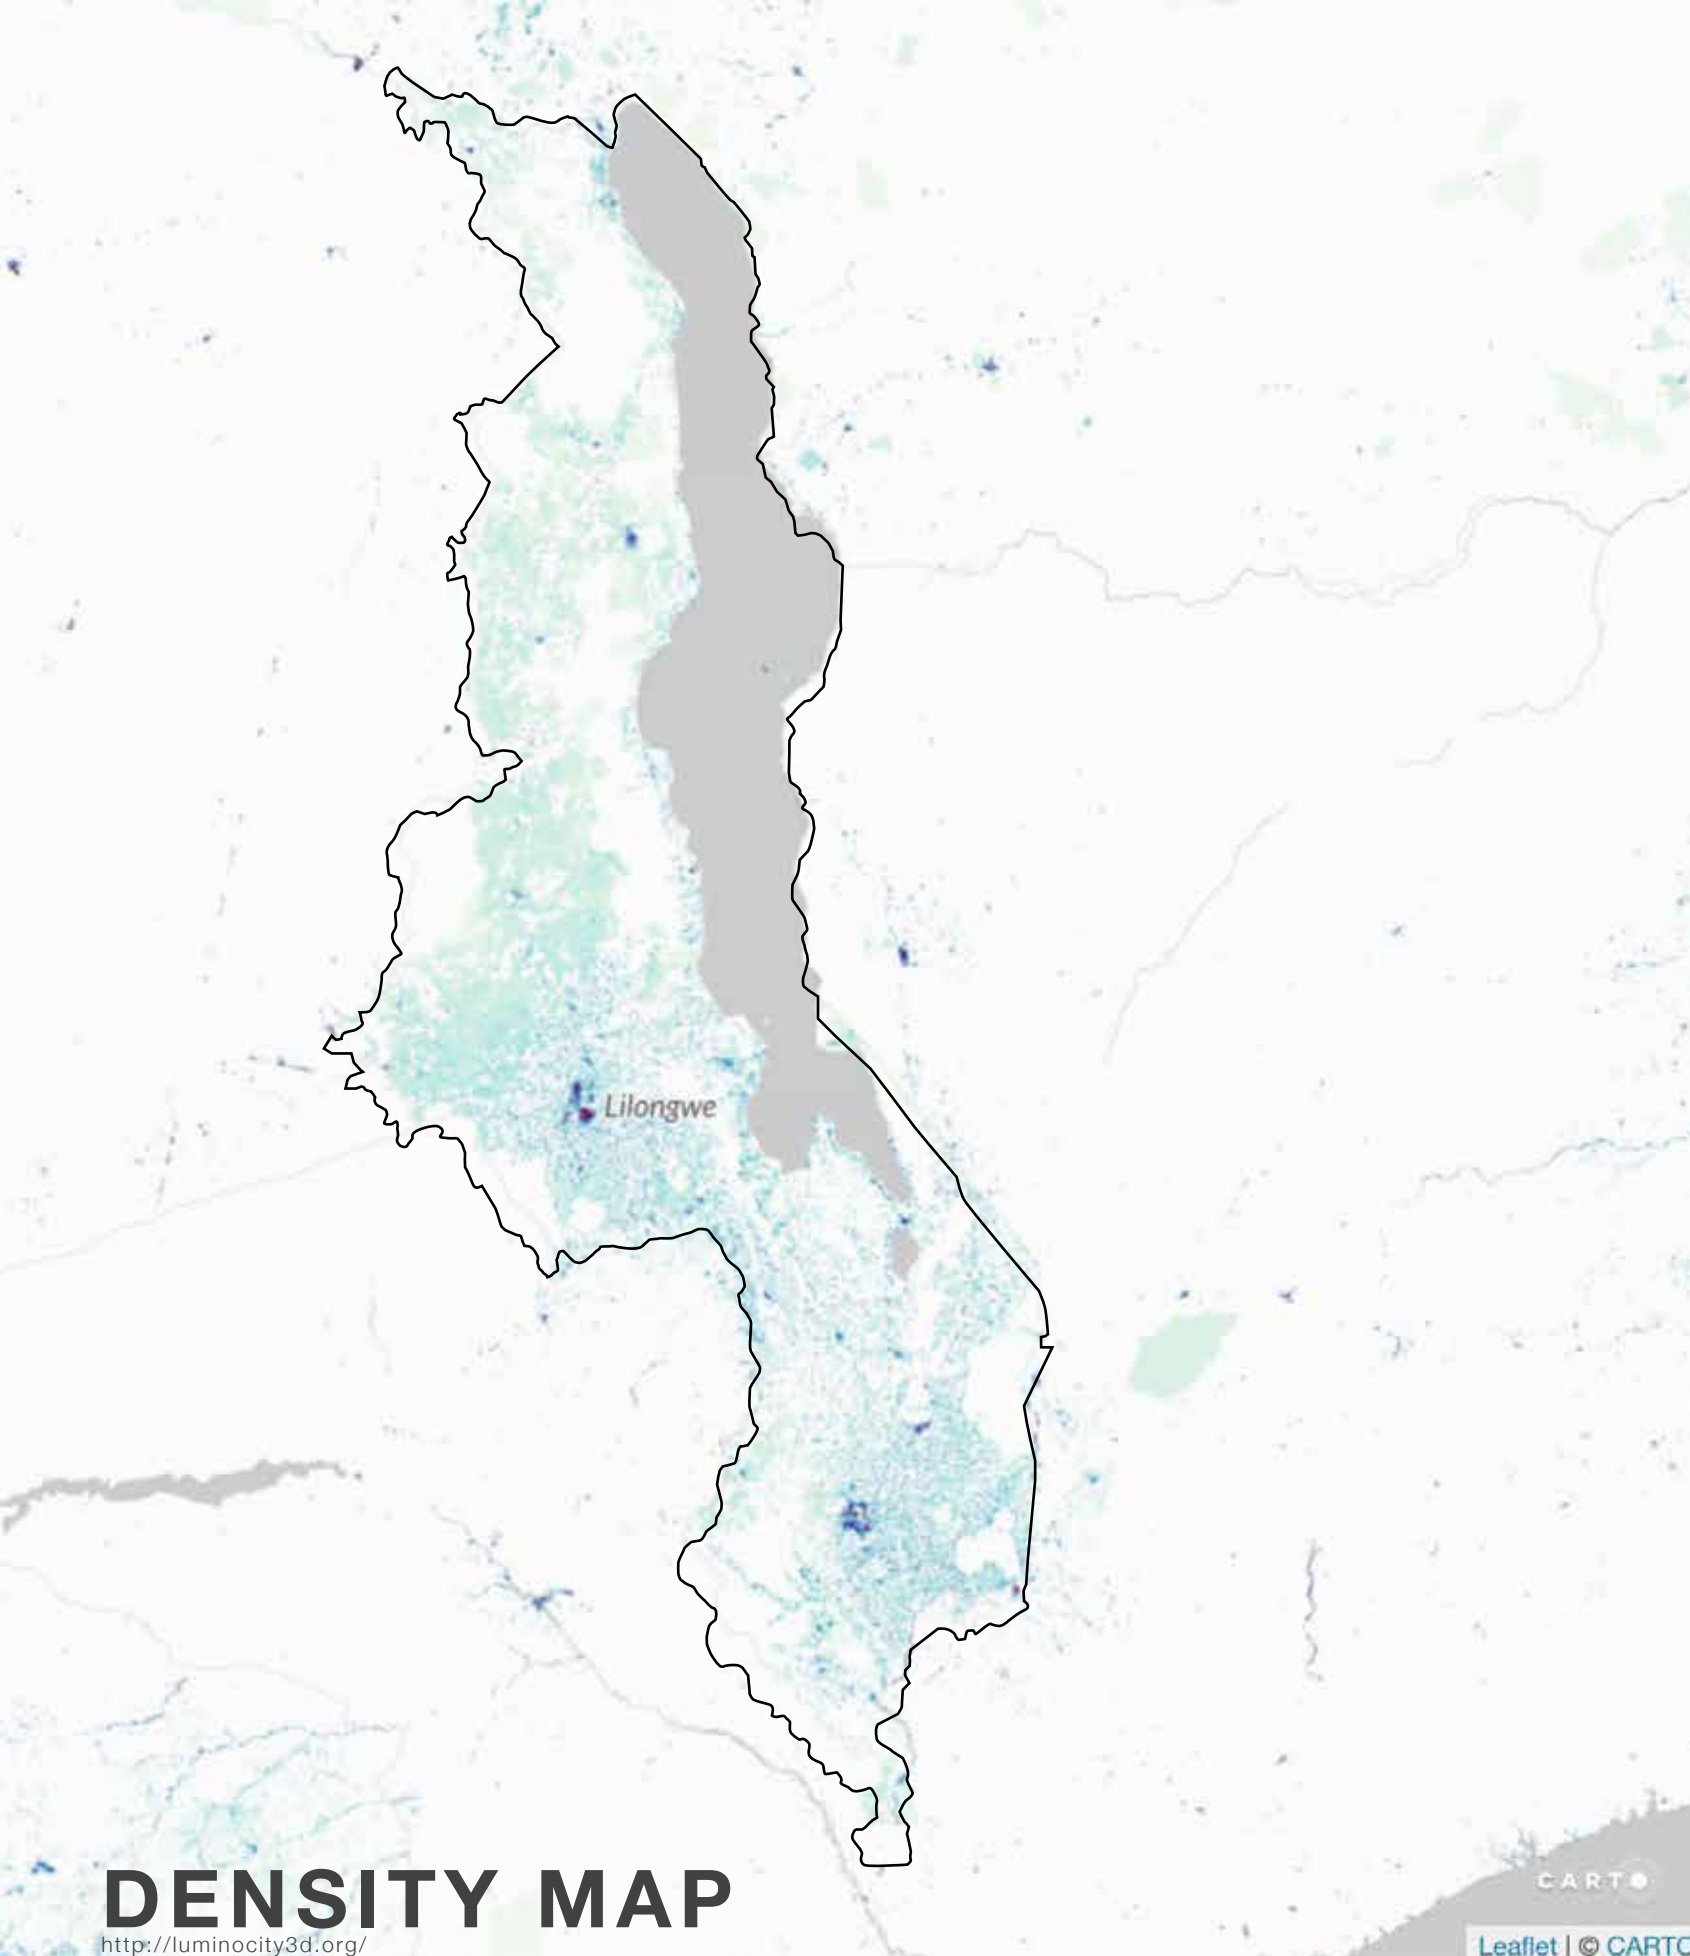 Lilongwe
CARTO
DENSITY MAP
http://luminocity3d.org/
Leaflet | © CARTO